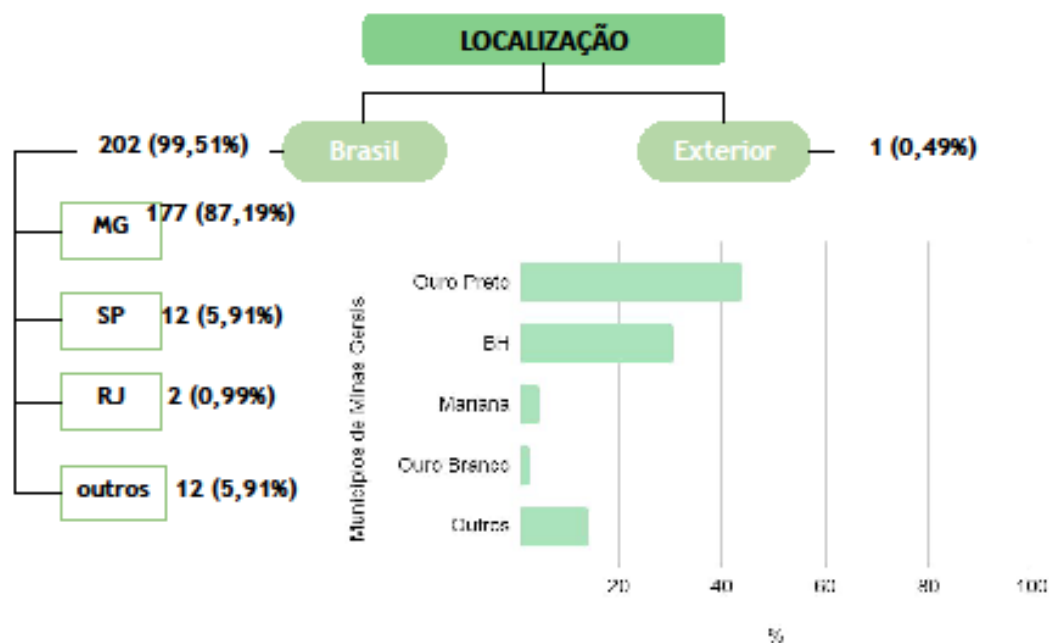 LOCALIZAÇÃO
202 (99,51%)
Brasil
Exterior
1 (0,49%)
MG
177 (87,19%)
SP
12 (5,91%)
RJ
2 (0,99%)
outros
12 (5,91%)
Municípios de Minas Gerais
Ouro Preto
BH
Mariana
Ouro Branco
Outros
20
40
60
80
100
%